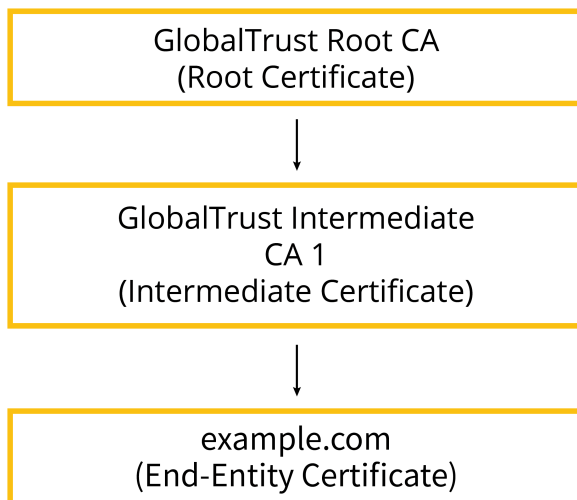 GlobalTrust Root CA
(Root Certificate)
GlobalTrust Intermediate
CA 1
(Intermediate Certificate)
example.com
(End-Entity Certificate)